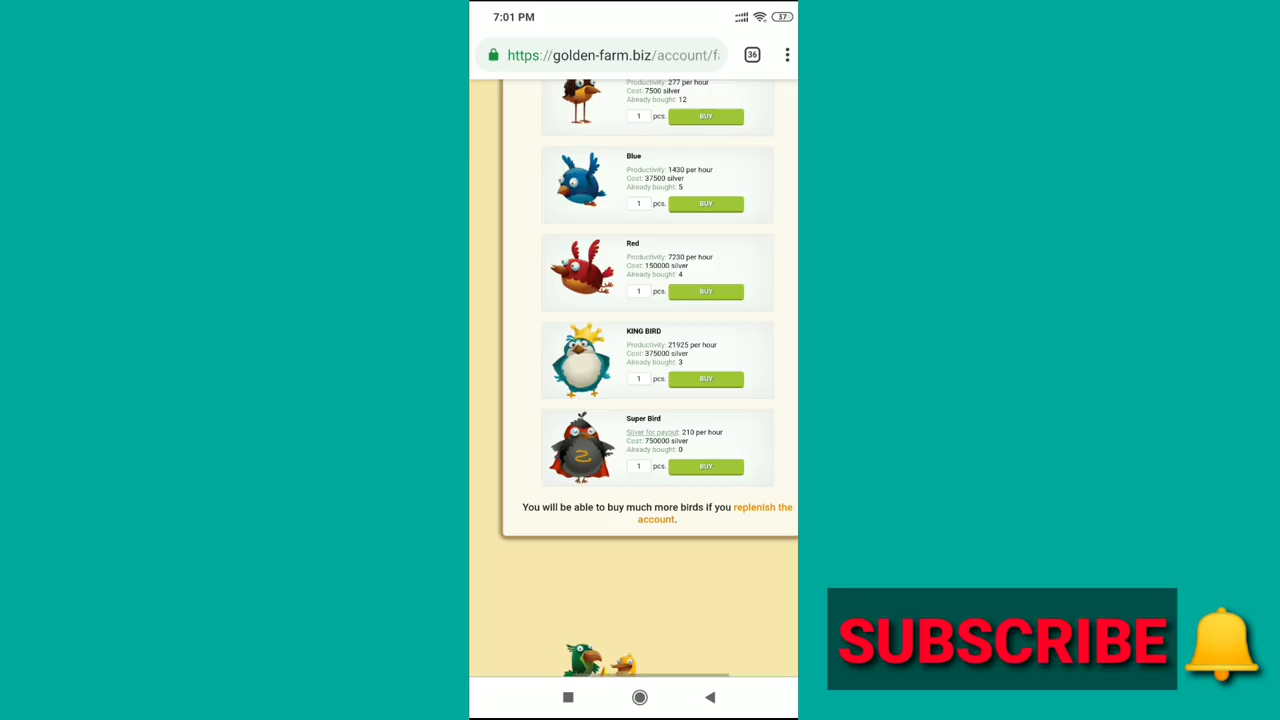 7:01 PM
37
https://golden-farm.biz/account/fa
36
Productivity: 277 per hour
Cost: 7500 silver
Already bought: 12
1 pcs. BUY
Blue
Productivity: 1430 per hour
Cost: 37500 silver
Already bought: 5
1 pcs. BUY
Red
Productivity: 7230 per hour
Cost: 150000 silver
Already bought: 4
1 pcs. BUY
KING BIRD
Productivity: 21925 per hour
Cost: 375000 silver
Already bought: 3
1 pcs. BUY
Super Bird
Silver for payout: 210 per hour
Cost: 750000 silver
Already bought: 0
1 pcs. BUY
You will be able to buy much more birds if you replenish the
account.
SUBSCRIBE